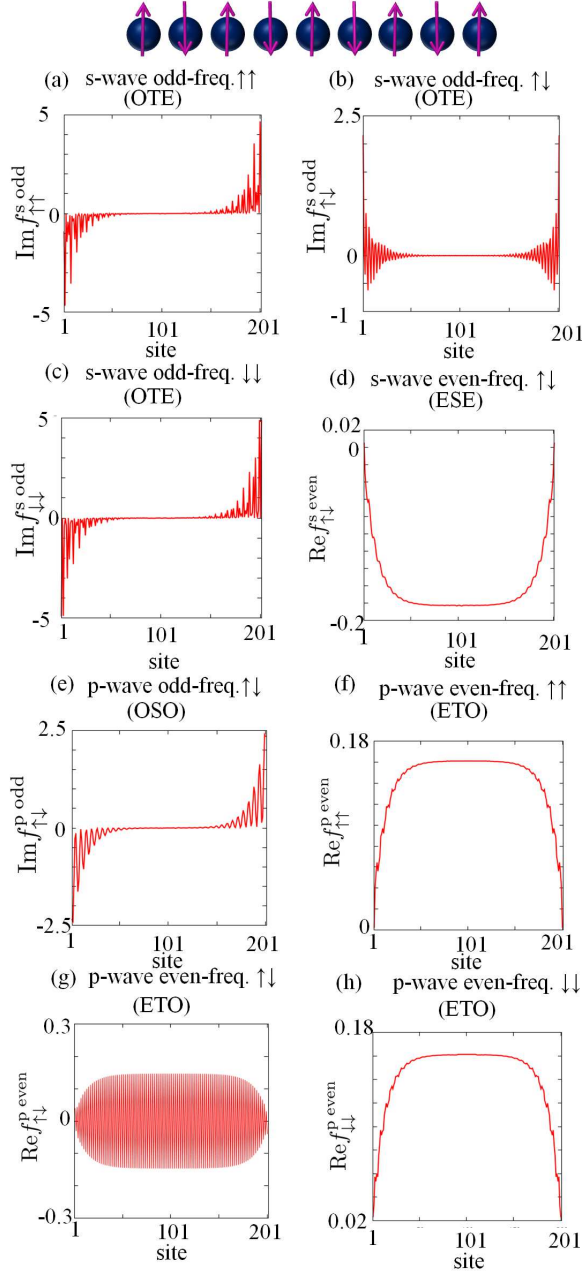 (a) s-wave odd-freq.↑↑
(OTE)
5
0
-5
Im f↑↑ s odd
1 101 201
site
(b) s-wave odd-freq. ↑↓
(OTE)
2.5
0
-1
Im f↑↓ s odd
1 101 201
site
(c) s-wave odd-freq. ↓↓
(OTE)
5
0
-5
Im f↓↓ s odd
1 101 201
site
(d) s-wave even-freq. ↑↓
(ESE)
0.02
0
-0.2
Re f↑↓ s even
1 101 201
site
(e) p-wave odd-freq.↑↓
(OSO)
2.5
0
-2.5
Im f↑↓ p odd
1 101 201
site
(f) p-wave even-freq. ↑↑
(ETO)
0.18
0
Re f↑↑ p even
1 101 201
site
(g) p-wave even-freq. ↑↓
(ETO)
0.3
0
-0.3
Re f↑↓ p even
1 101 201
site
(h) p-wave even-freq. ↓↓
(ETO)
0.18
0.02
Re f↓↓ p even
1 101 201
site